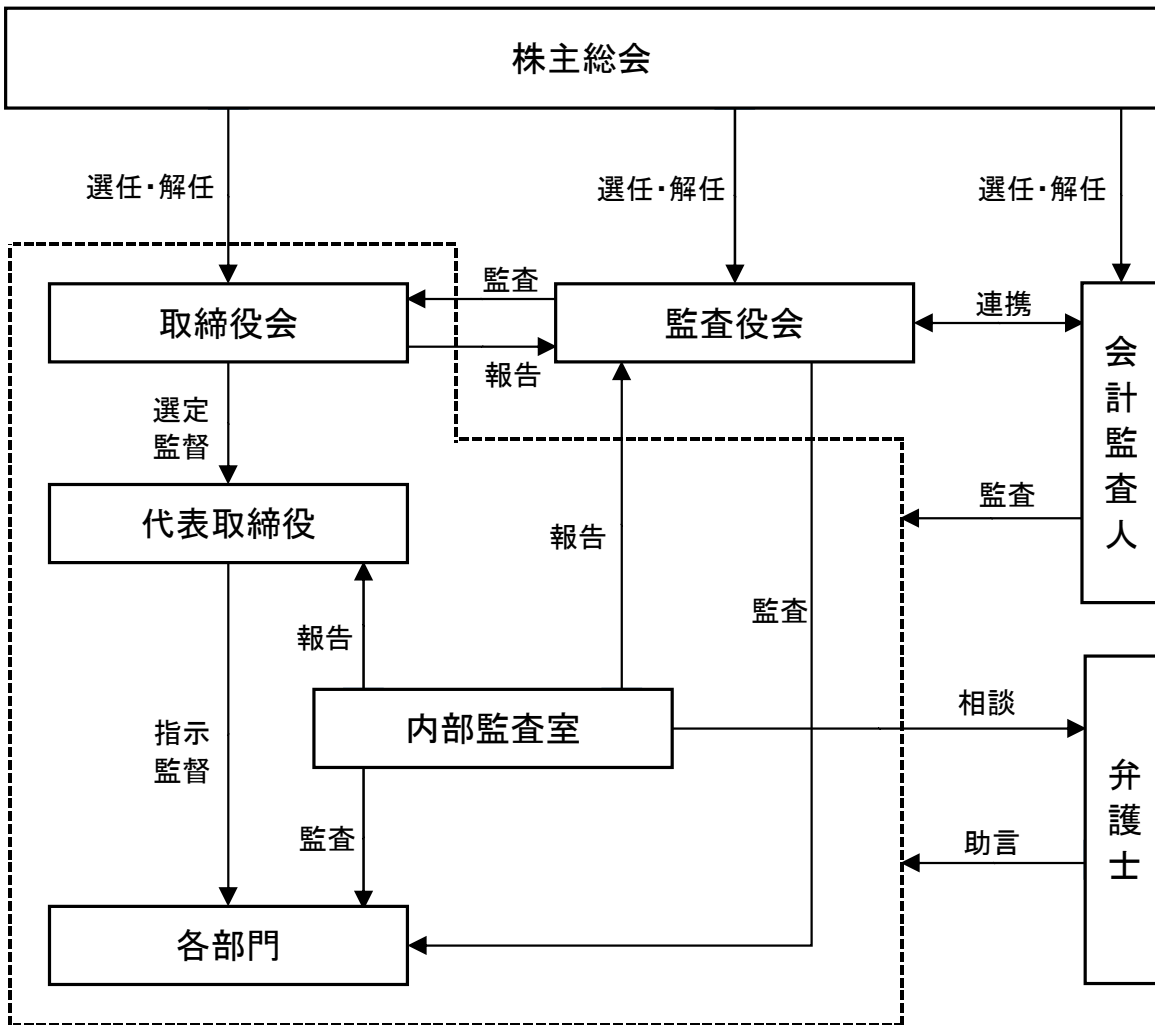 株主総会
選任・解任
選任・解任
選任・解任
取締役会
監査
報告
監査役会
連携
会計監査人
選定
監督
代表取締役
報告
監査
監査
報告
内部監査室
相談
指示
監督
弁護士
監査
助言
各部門